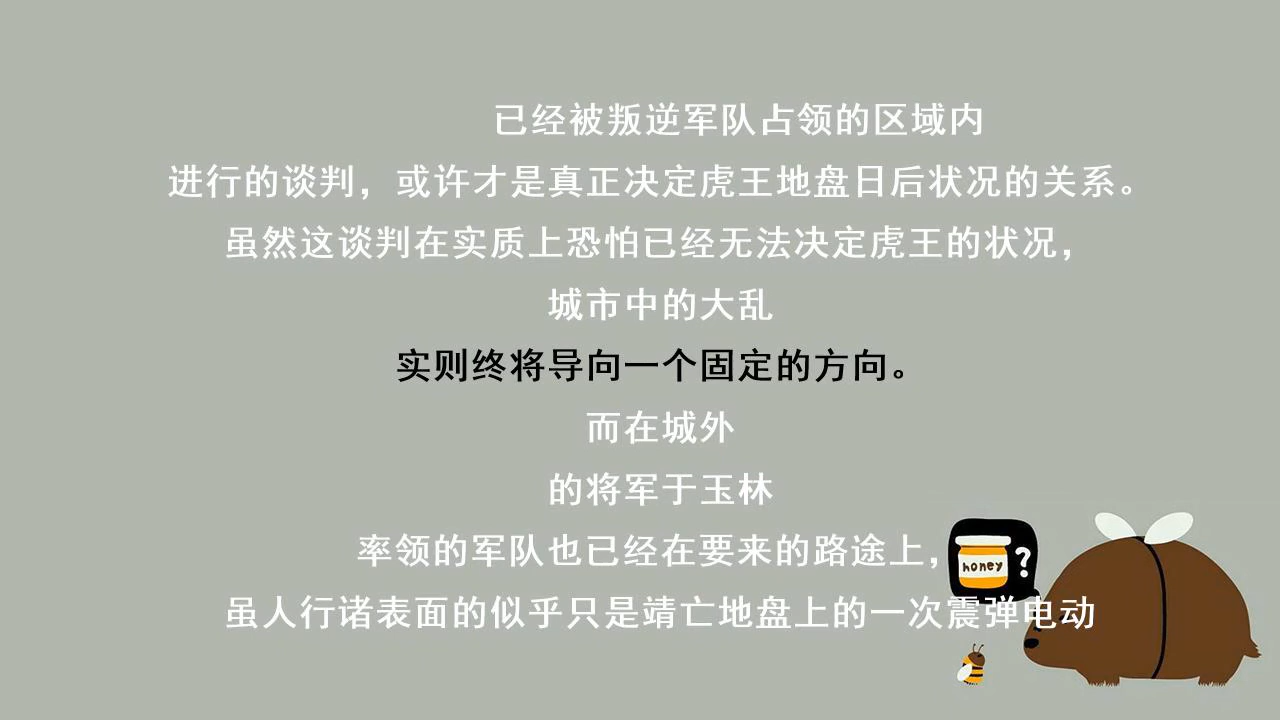 已经被叛逆军队占领的区域内
进行的谈判，或许才是真正决定虎王地盘日后状况的关系。
虽然这谈判在实质上恐怕已经无法决定虎王的状况，
城市中的大乱
实则终将导向一个固定的方向。
而在城外
的将军于玉林
率领的军队也已经在要来的路途上，
honey ?
虽人行诸表面的似乎只是靖亡地盘上的一次震弹电动